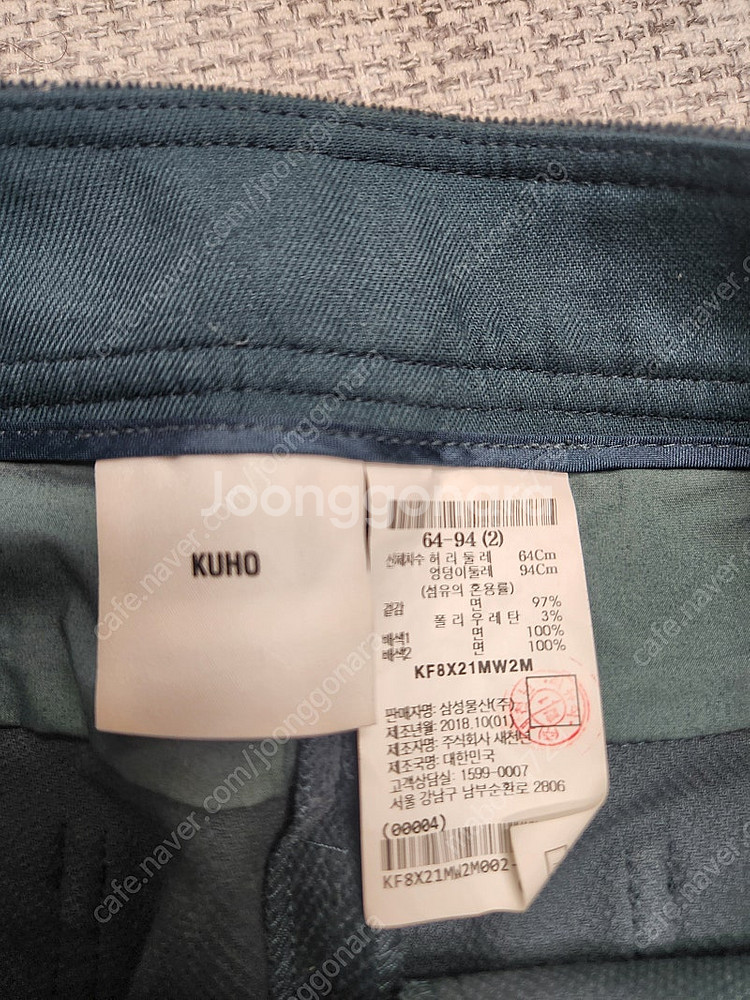 Joonggonara
KUHO
64-94 (2)
신체치수 허리둘레 64Cm
엉덩이둘레 94Cm
(섬유의 혼용률)
겉감 면 97%
폴리우레탄 3%
배색1 면 100%
배색2 면 100%
KF8X21MW2M
판매자명: 삼성물산(주)
제조년월: 2018.10(01)
제조자명: 주식회사 새천년
제조국명: 대한민국
고객상담실: 1599-0007
서울 강남구 남부순환로 2806
(00004)
KF8X21MW2M002-
cafe.naver.com/joonggonara